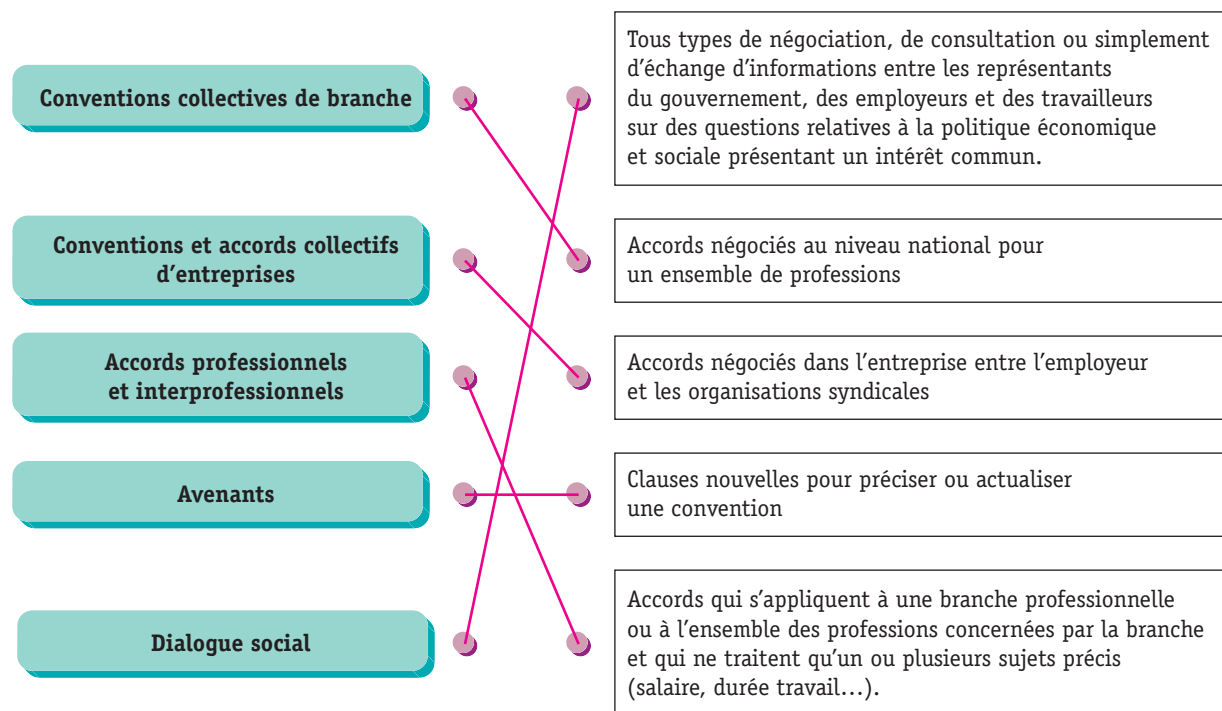 Conventions collectives de branche
Tous types de négociation, de consultation ou simplement
d'échange d'informations entre les représentants
du gouvernement, des employeurs et des travailleurs
sur des questions relatives à la politique économique
et sociale présentant un intérêt commun.
Conventions et accords collectifs
d'entreprises
Accords négociés au niveau national pour
un ensemble de professions
Accords professionnels
et interprofessionnels
Accords négociés dans l'entreprise entre l'employeur
et les organisations syndicales
Avenants
Clauses nouvelles pour préciser ou actualiser
une convention
Dialogue social
Accords qui s'appliquent à une branche professionnelle
ou à l'ensemble des professions concernées par la branche
et qui ne traitent qu'un ou plusieurs sujets précis
(salaire, durée travail…).